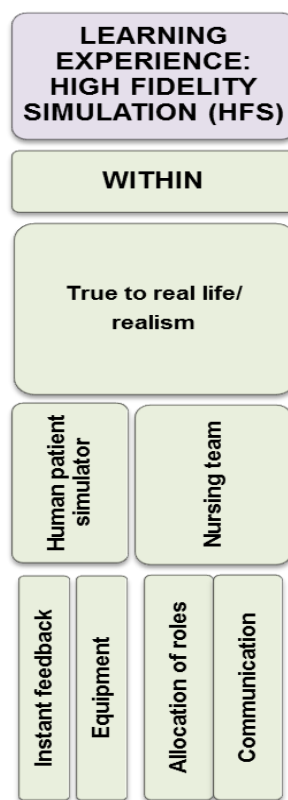 LEARNING
EXPERIENCE:
HIGH FIDELITY
SIMULATION (HFS)
WITHIN
True to real life/
realism
Human patient
simulator
Nursing team
Instant feedback
Equipment
Allocation of roles
Communication